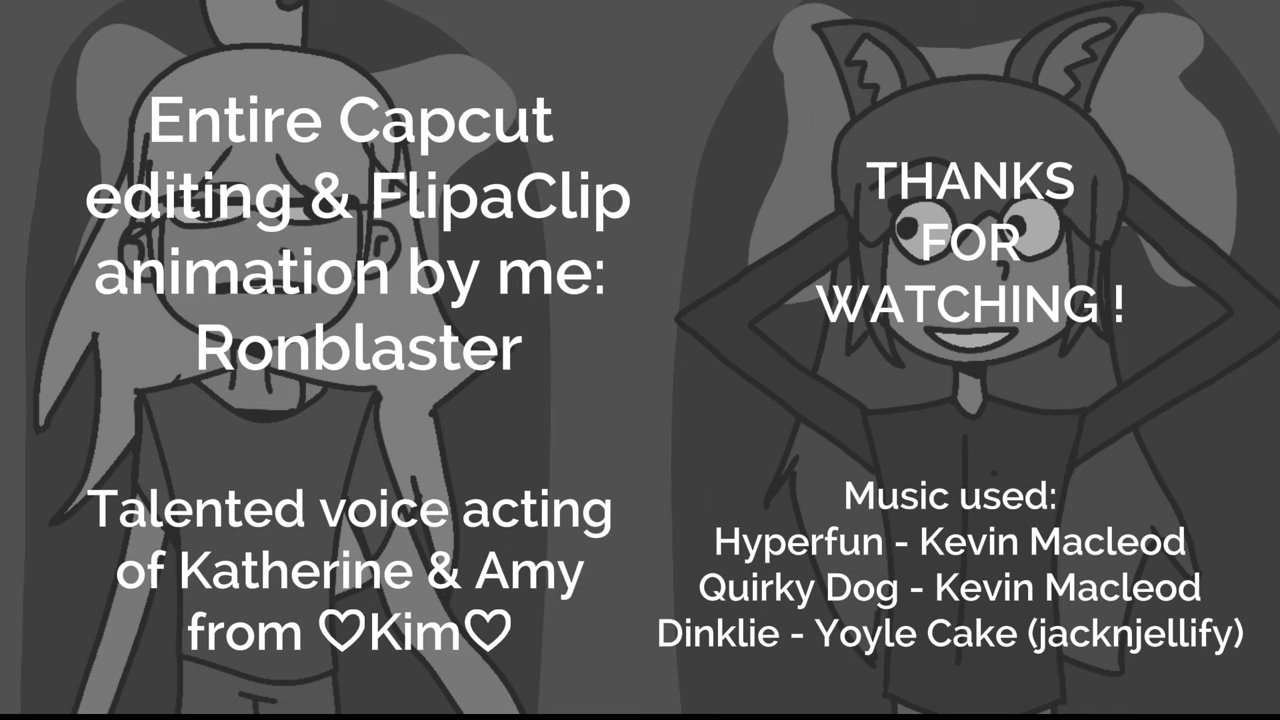 Entire Capcut
editing & FlipaClip
animation by me:
Ronblaster
Talented voice acting
of Katherine & Amy
from ♡Kim♡
THANKS
FOR
WATCHING !
Music used:
Hyperfun - Kevin Macleod
Quirky Dog - Kevin Macleod
Dinklie - Yoyle Cake (jacknjellify)